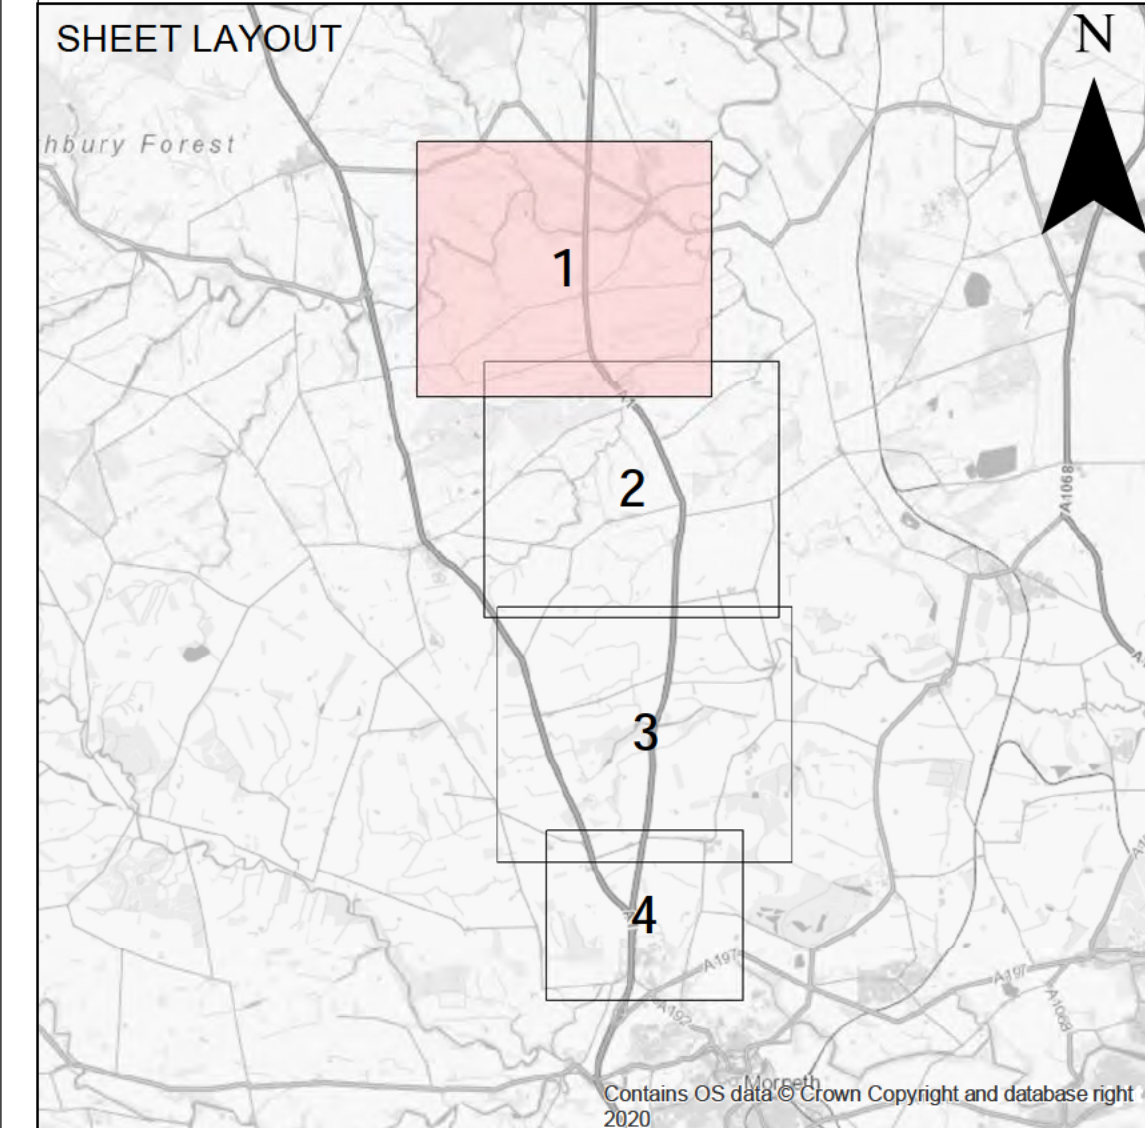 SHEET LAYOUT
N
hbury Forest
1
A1
2
A1068
3
4
A197
A197
A192
A1068
Morpeth
Contains OS data © Crown Copyright and database right
2020